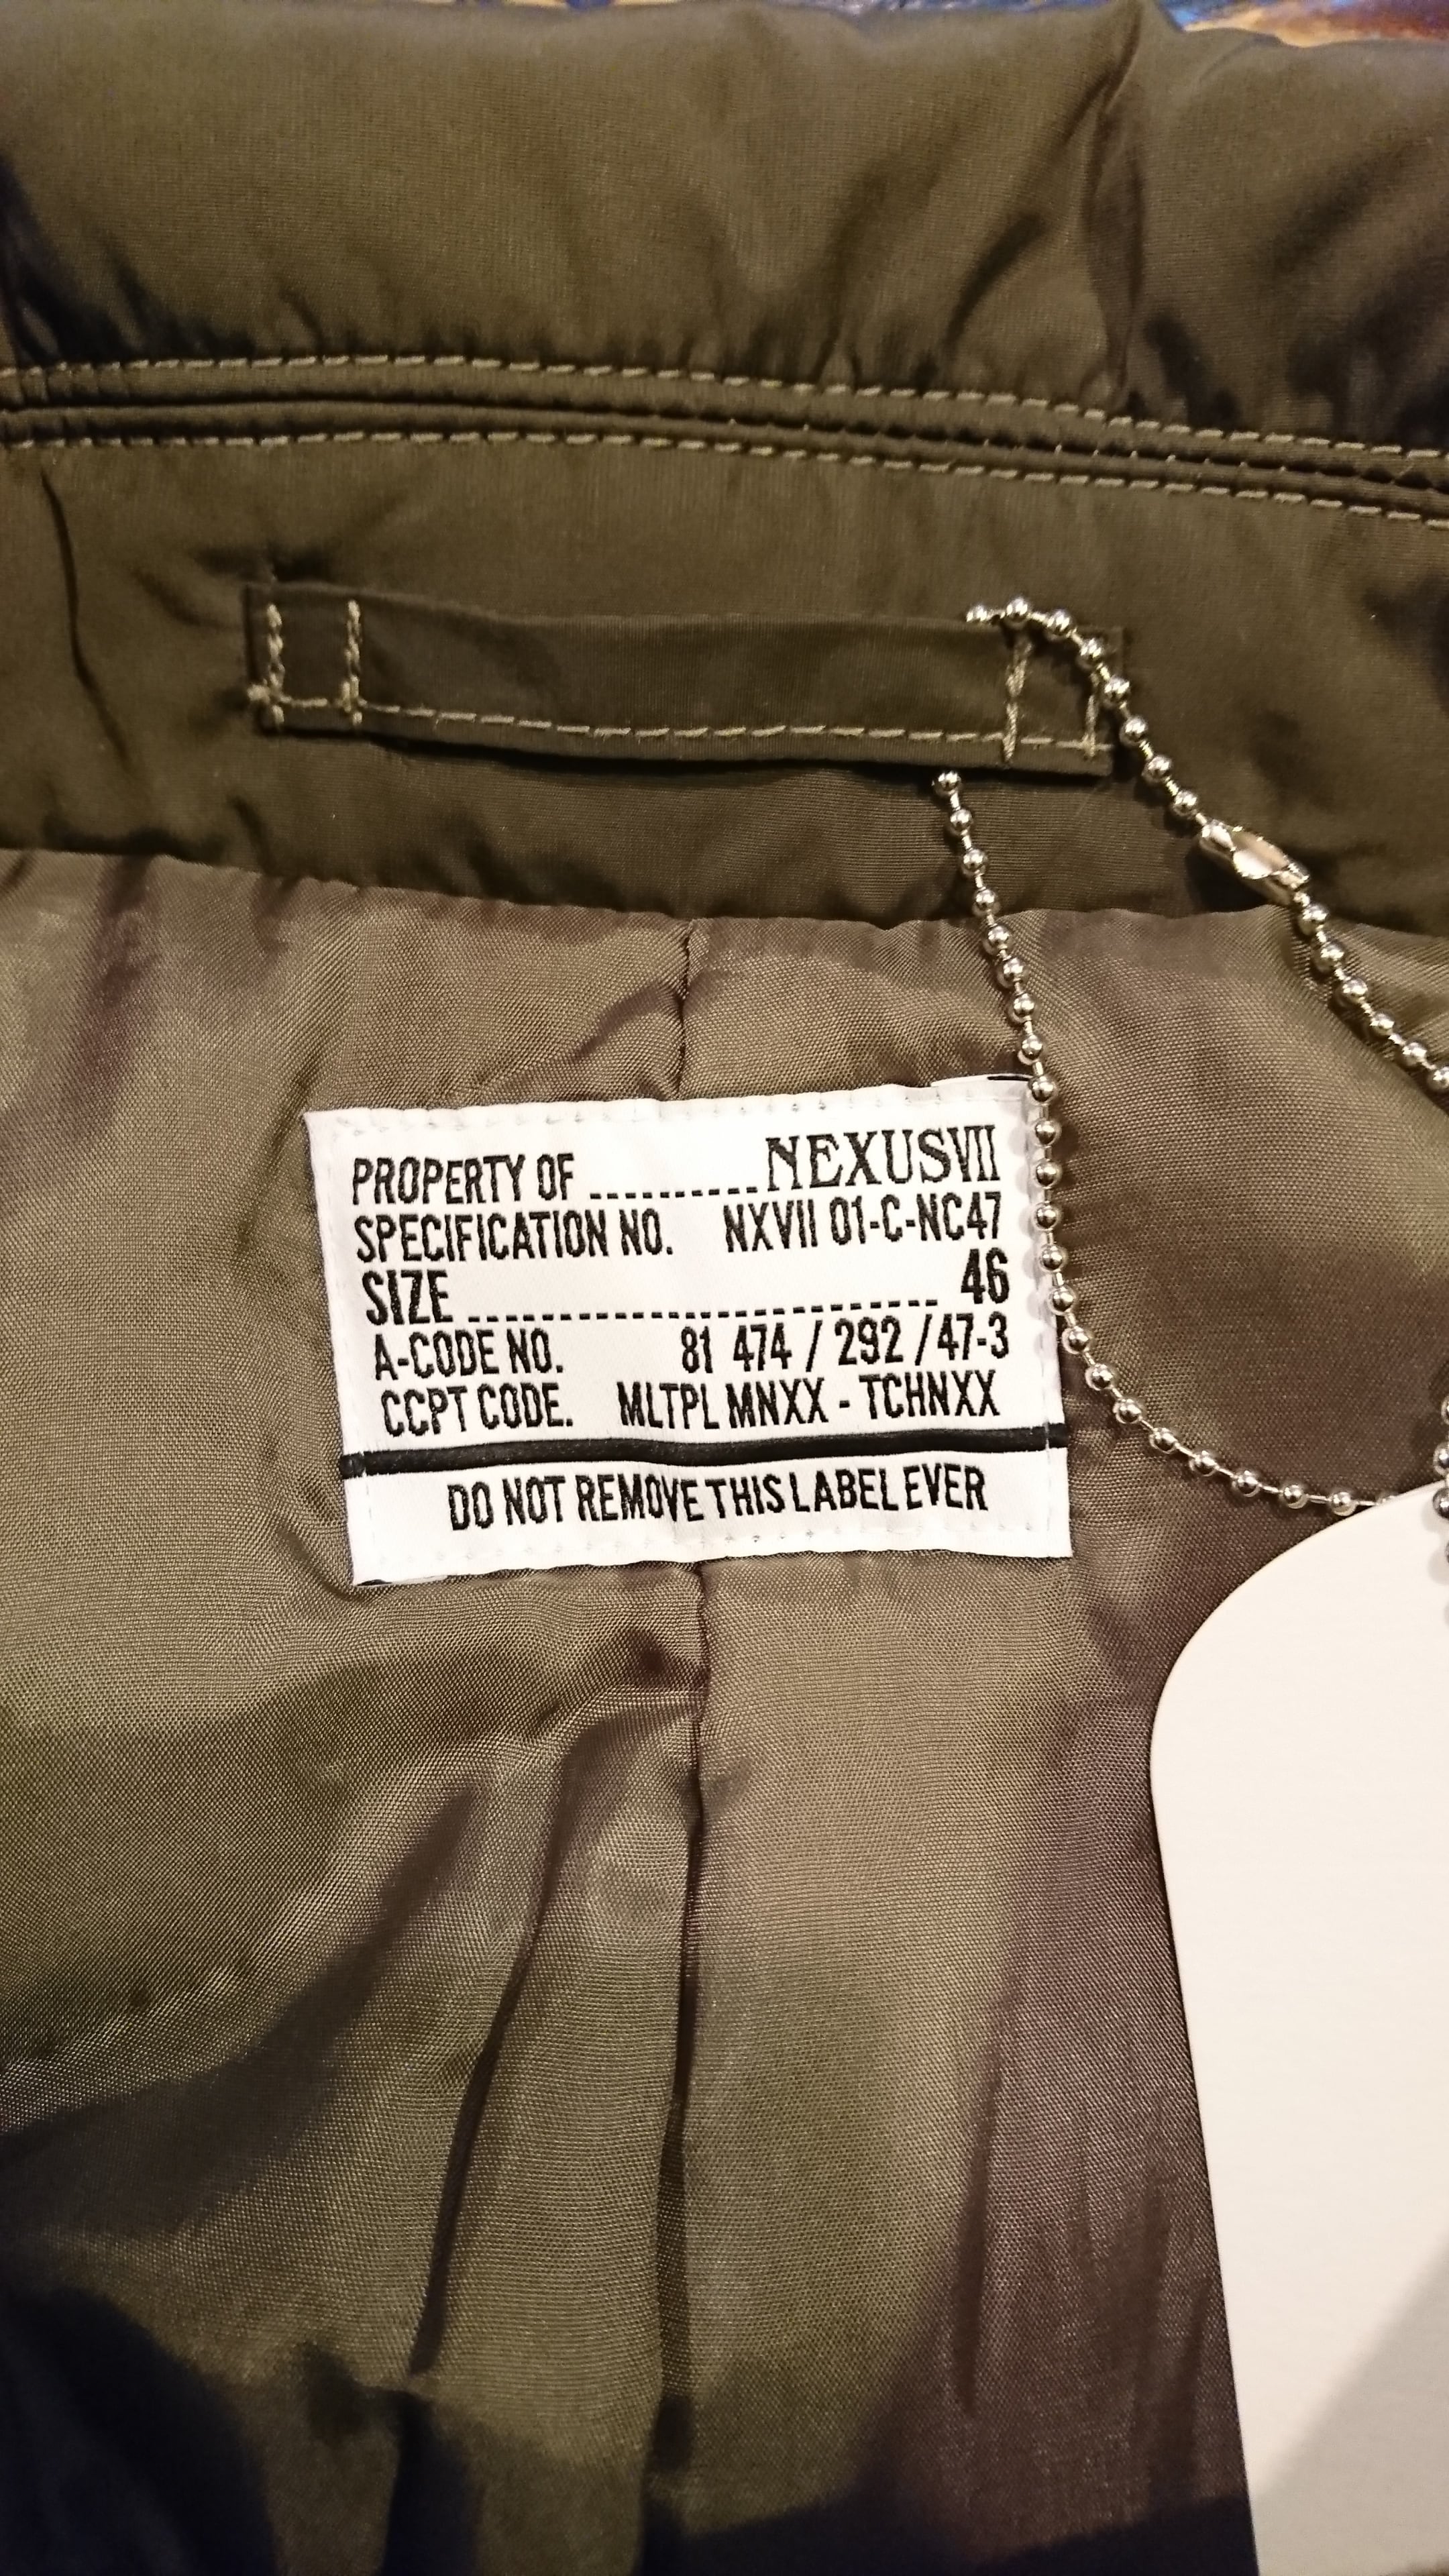 PROPERTY OF ----------NEXUSVII
SPECIFICATION NO. NXVII 01-C-NC47
SIZE -------------------------- 46
A-CODE NO. 81 474 / 292 /47-3
CCPT CODE. MLTPL MNXX - TCHNXX
DO NOT REMOVE THIS LABEL EVER